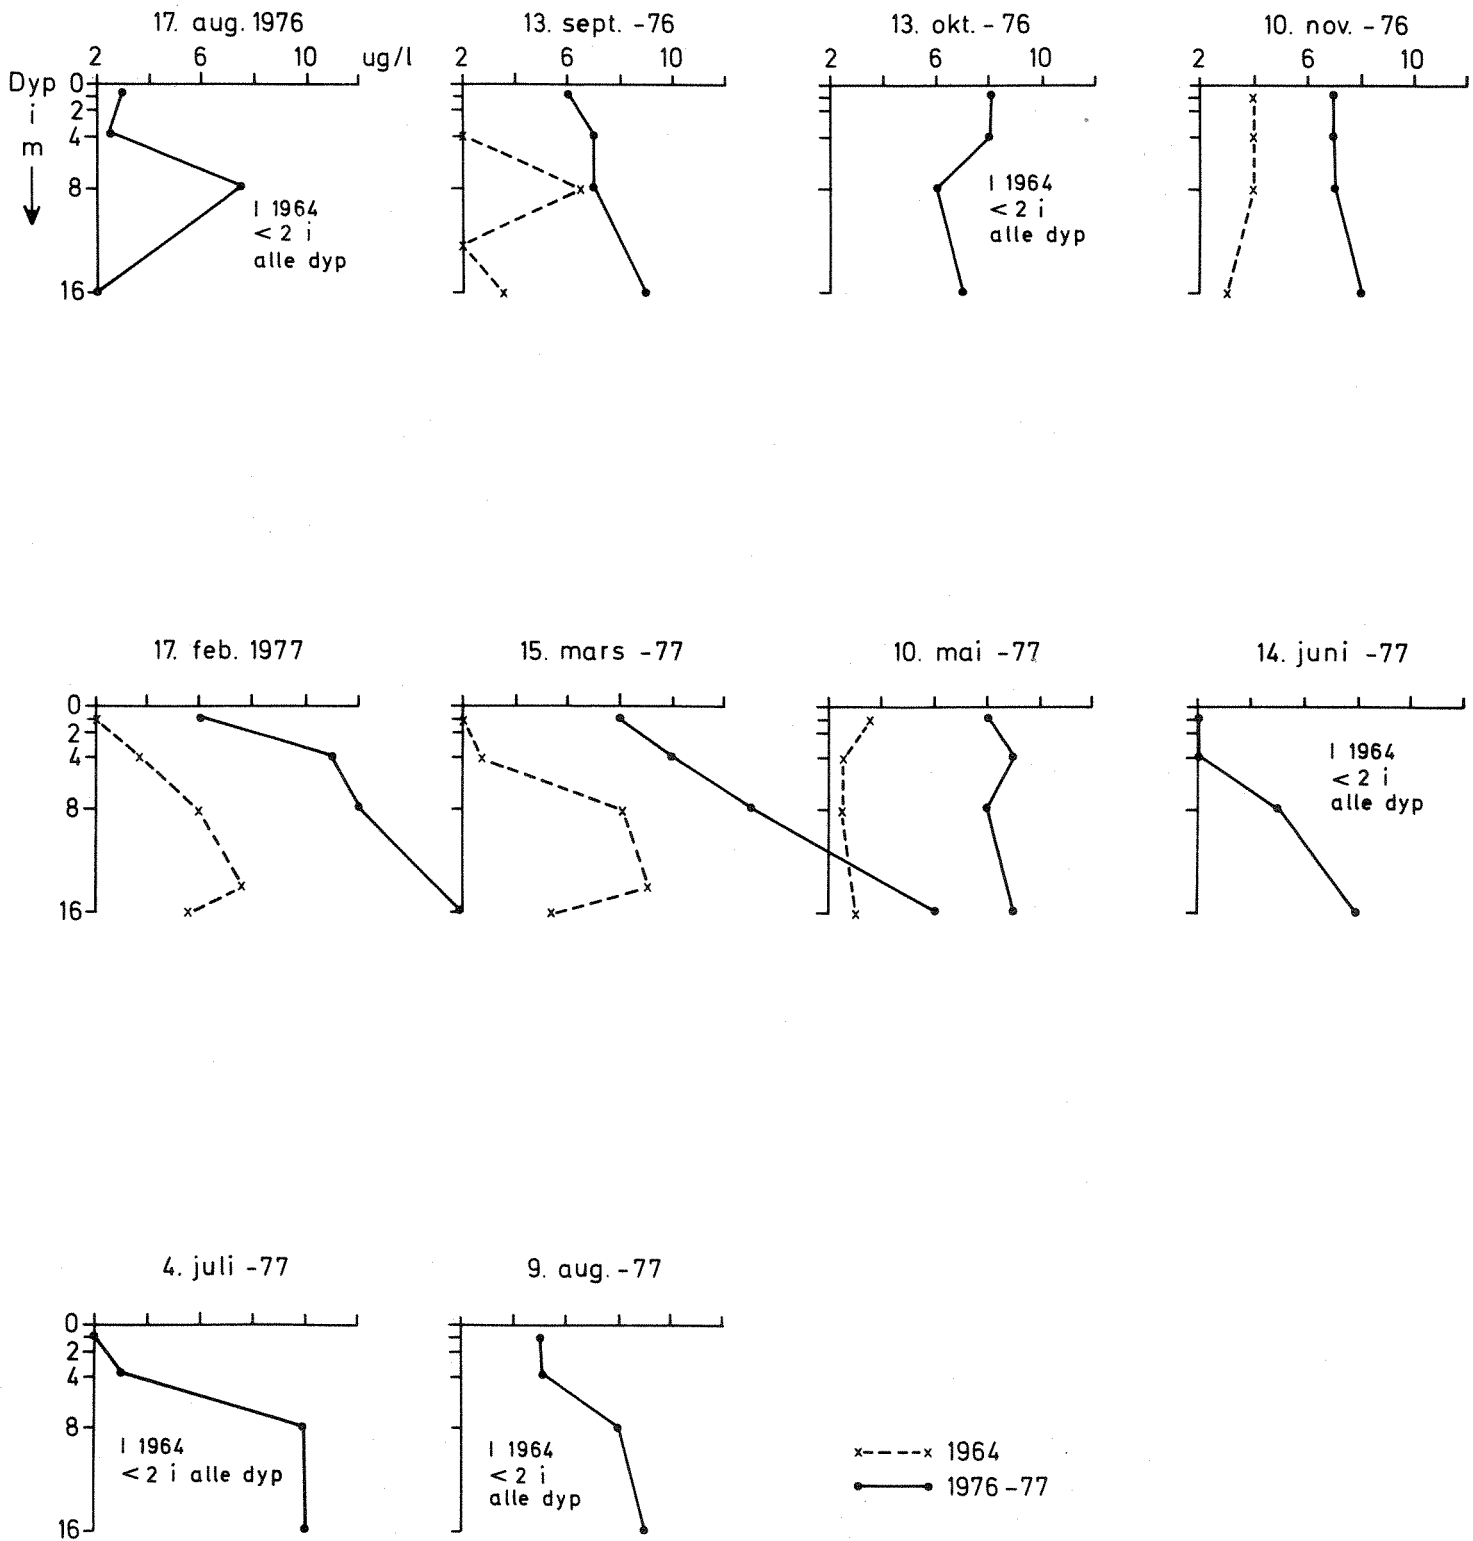 17. aug. 1976
13. sept. -76
13. okt. -76
10. nov. -76
2 6 10 ug/l
2 6 10
2 6 10
2 6 10
Dyp
i
m
0
2
4
8
16
I 1964
< 2 i
alle dyp
I 1964
< 2 i
alle dyp
17. feb. 1977
15. mars -77
10. mai -77
14. juni -77
0
2
4
8
16
I 1964
< 2 i
alle dyp
4. juli -77
9. aug. -77
0
2
4
8
16
I 1964
< 2 i alle dyp
I 1964
< 2 i
alle dyp
x----x 1964
1976-77